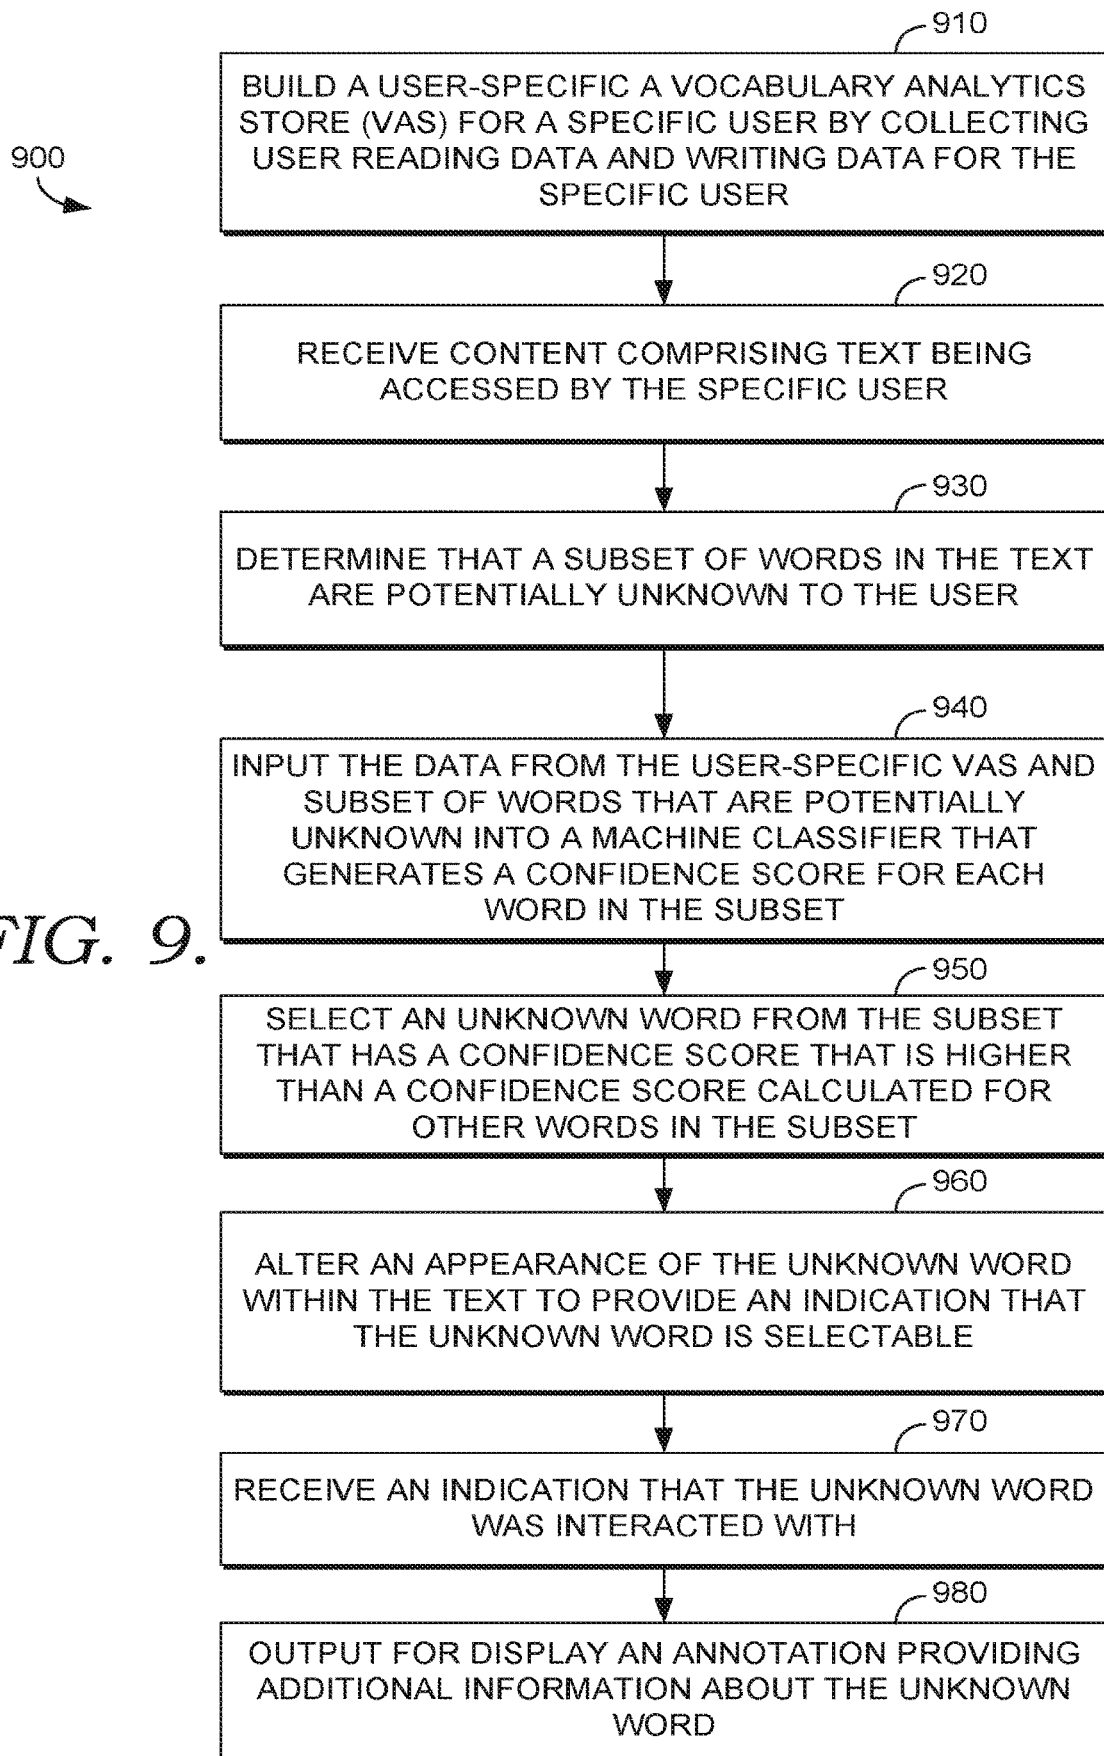 910
BUILD A USER-SPECIFIC A VOCABULARY ANALYTICS
STORE (VAS) FOR A SPECIFIC USER BY COLLECTING
USER READING DATA AND WRITING DATA FOR THE
SPECIFIC USER
900
920
RECEIVE CONTENT COMPRISING TEXT BEING
ACCESSED BY THE SPECIFIC USER
930
DETERMINE THAT A SUBSET OF WORDS IN THE TEXT
ARE POTENTIALLY UNKNOWN TO THE USER
940
INPUT THE DATA FROM THE USER-SPECIFIC VAS AND
SUBSET OF WORDS THAT ARE POTENTIALLY
UNKNOWN INTO A MACHINE CLASSIFIER THAT
GENERATES A CONFIDENCE SCORE FOR EACH
WORD IN THE SUBSET
FIG. 9.
950
SELECT AN UNKNOWN WORD FROM THE SUBSET
THAT HAS A CONFIDENCE SCORE THAT IS HIGHER
THAN A CONFIDENCE SCORE CALCULATED FOR
OTHER WORDS IN THE SUBSET
960
ALTER AN APPEARANCE OF THE UNKNOWN WORD
WITHIN THE TEXT TO PROVIDE AN INDICATION THAT
THE UNKNOWN WORD IS SELECTABLE
970
RECEIVE AN INDICATION THAT THE UNKNOWN WORD
WAS INTERACTED WITH
980
OUTPUT FOR DISPLAY AN ANNOTATION PROVIDING
ADDITIONAL INFORMATION ABOUT THE UNKNOWN
WORD